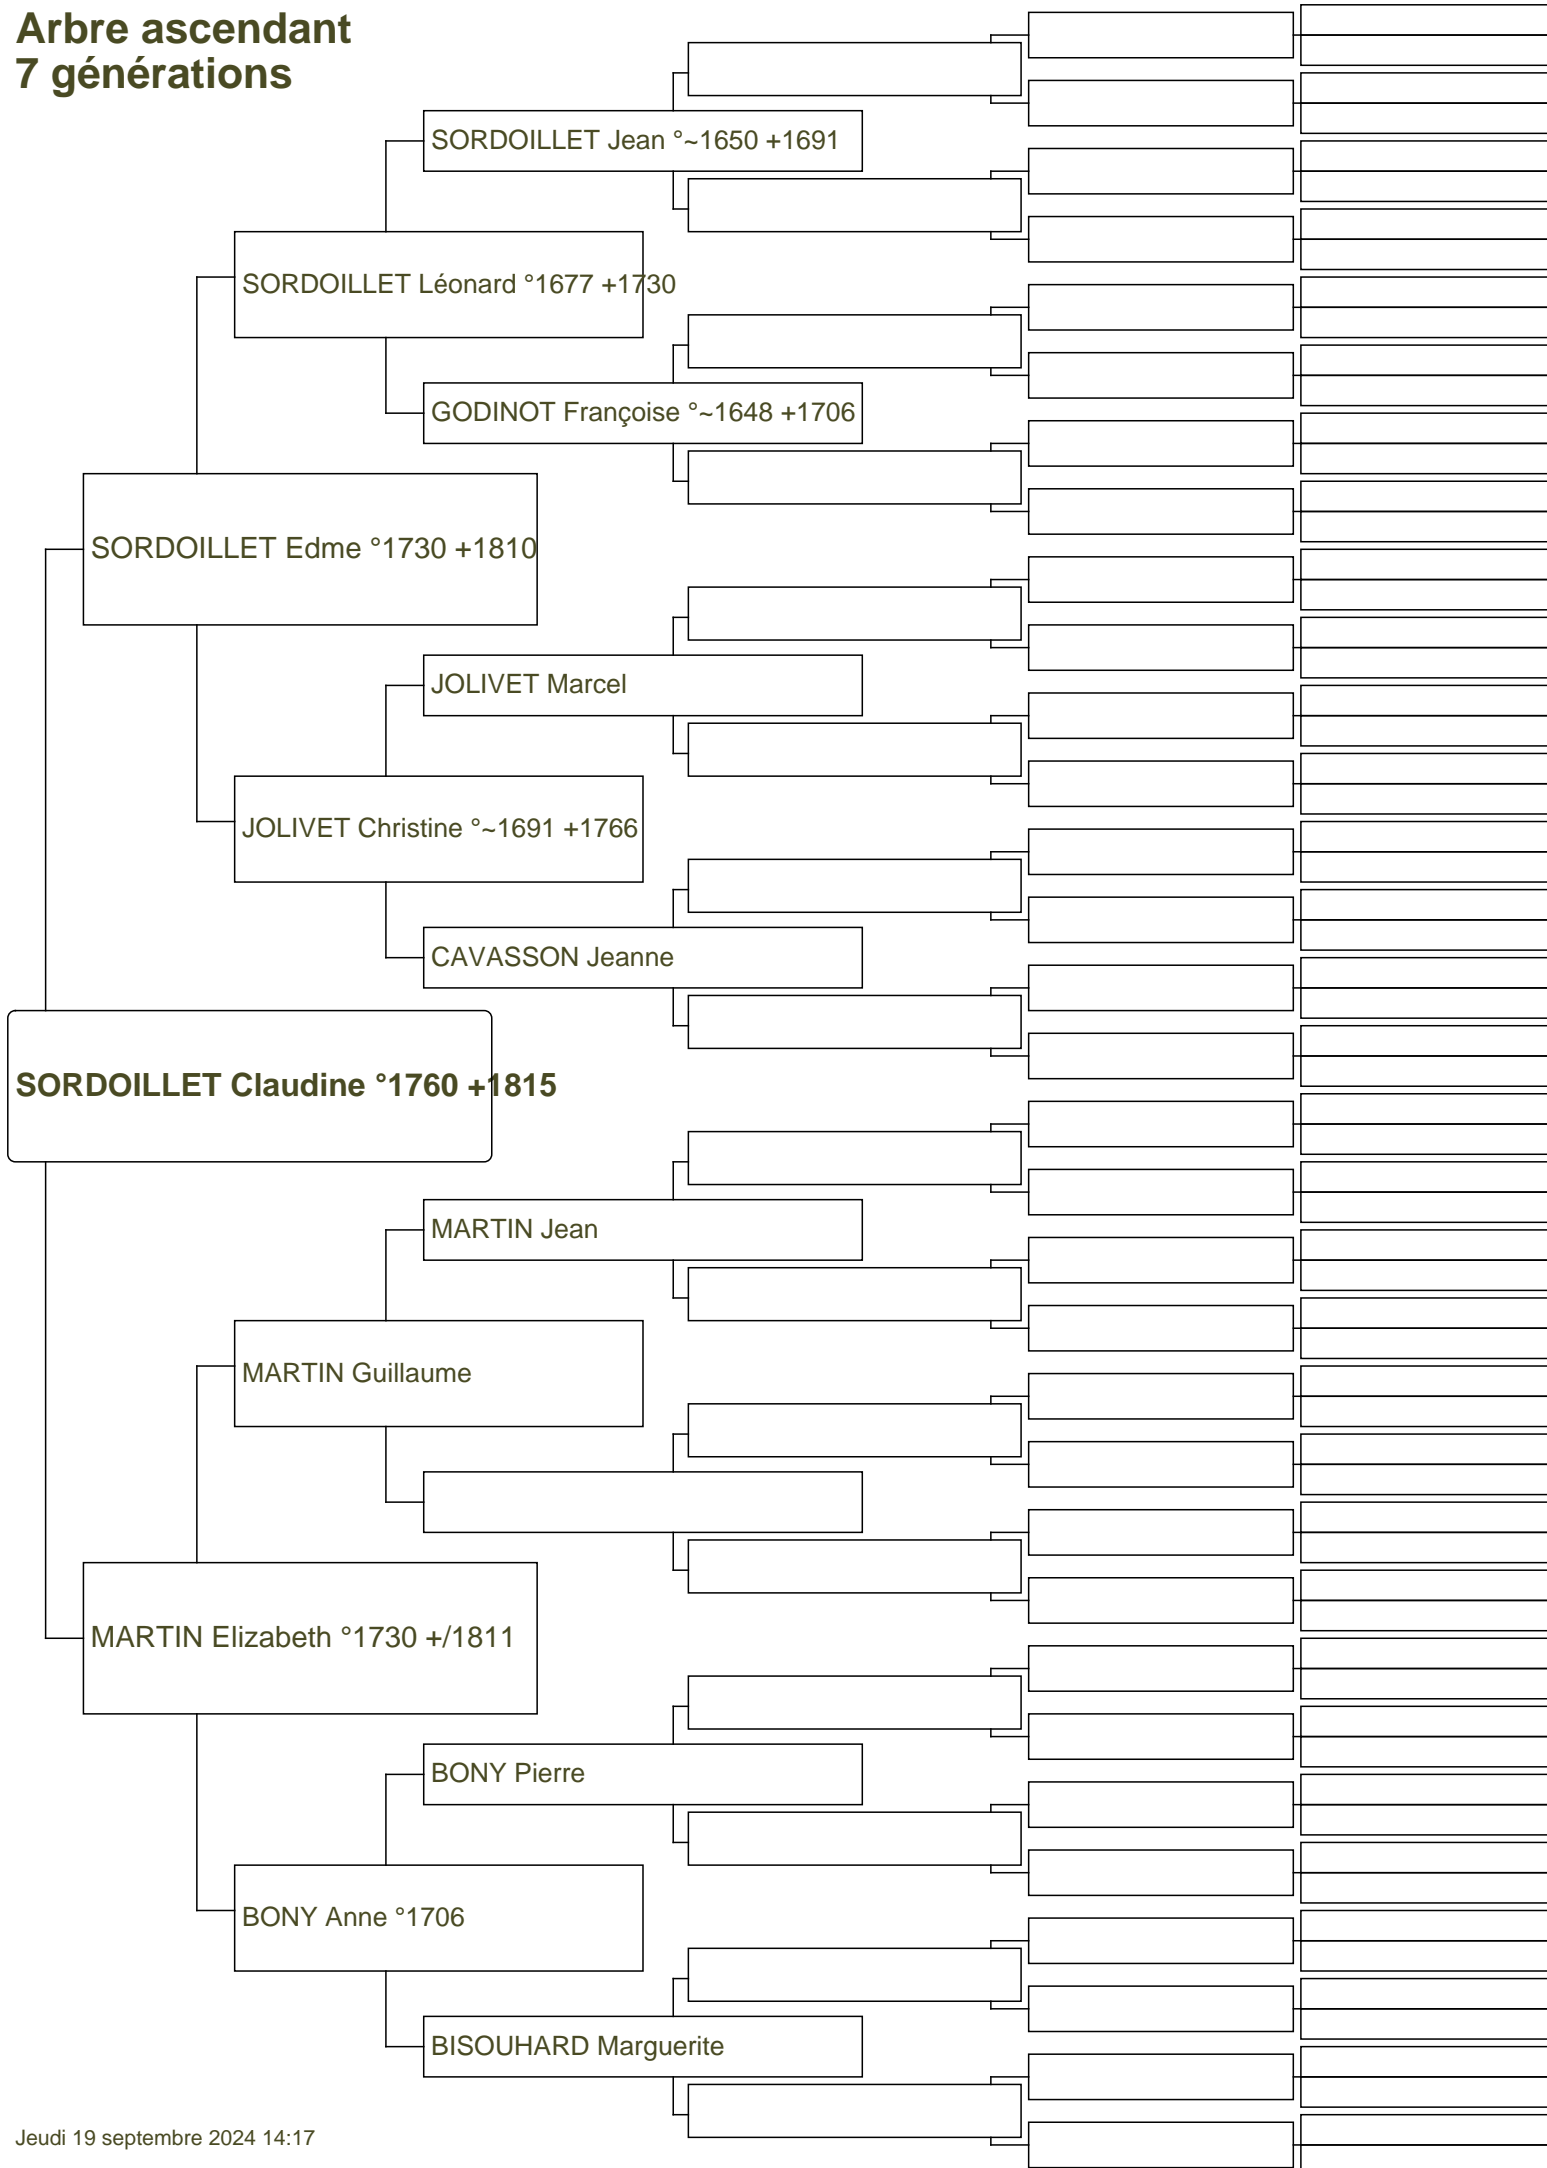 Arbre ascendant
7 générations
SORDOILLET Jean °~1650 +1691
SORDOILLET Léonard °1677 +1730
GODINOT Françoise °~1648 +1706
SORDOILLET Edme °1730 +1810
JOLIVET Marcel
JOLIVET Christine °~1691 +1766
CAVASSON Jeanne
SORDOILLET Claudine °1760 +1815
MARTIN Jean
MARTIN Guillaume
MARTIN Elizabeth °1730 +/1811
BONY Pierre
BONY Anne °1706
BISOUHARD Marguerite
Jeudi 19 septembre 2024 14:17